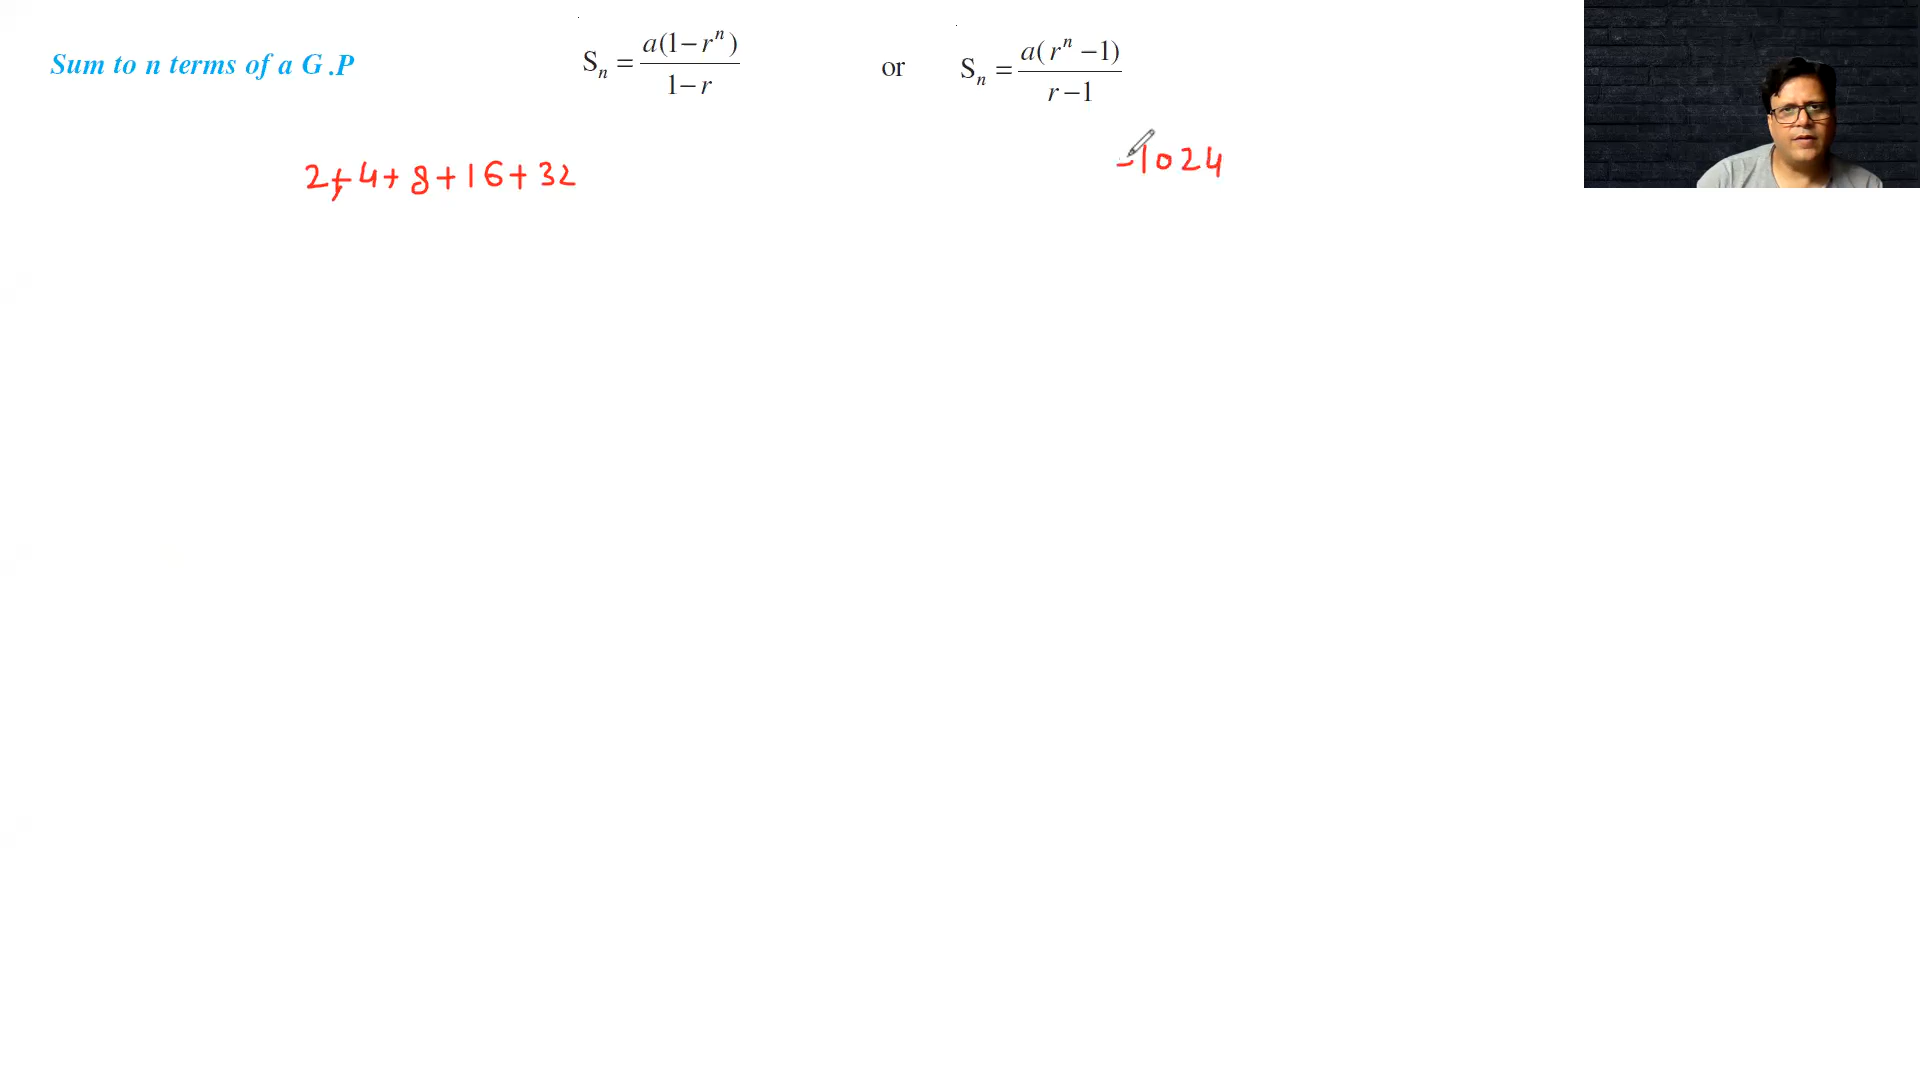 Sum to n terms of a G.P
Sₙ = a(1−rⁿ) / 1−r or Sₙ = a(rⁿ−1) / r−1
2+4+8+16+32 -1024